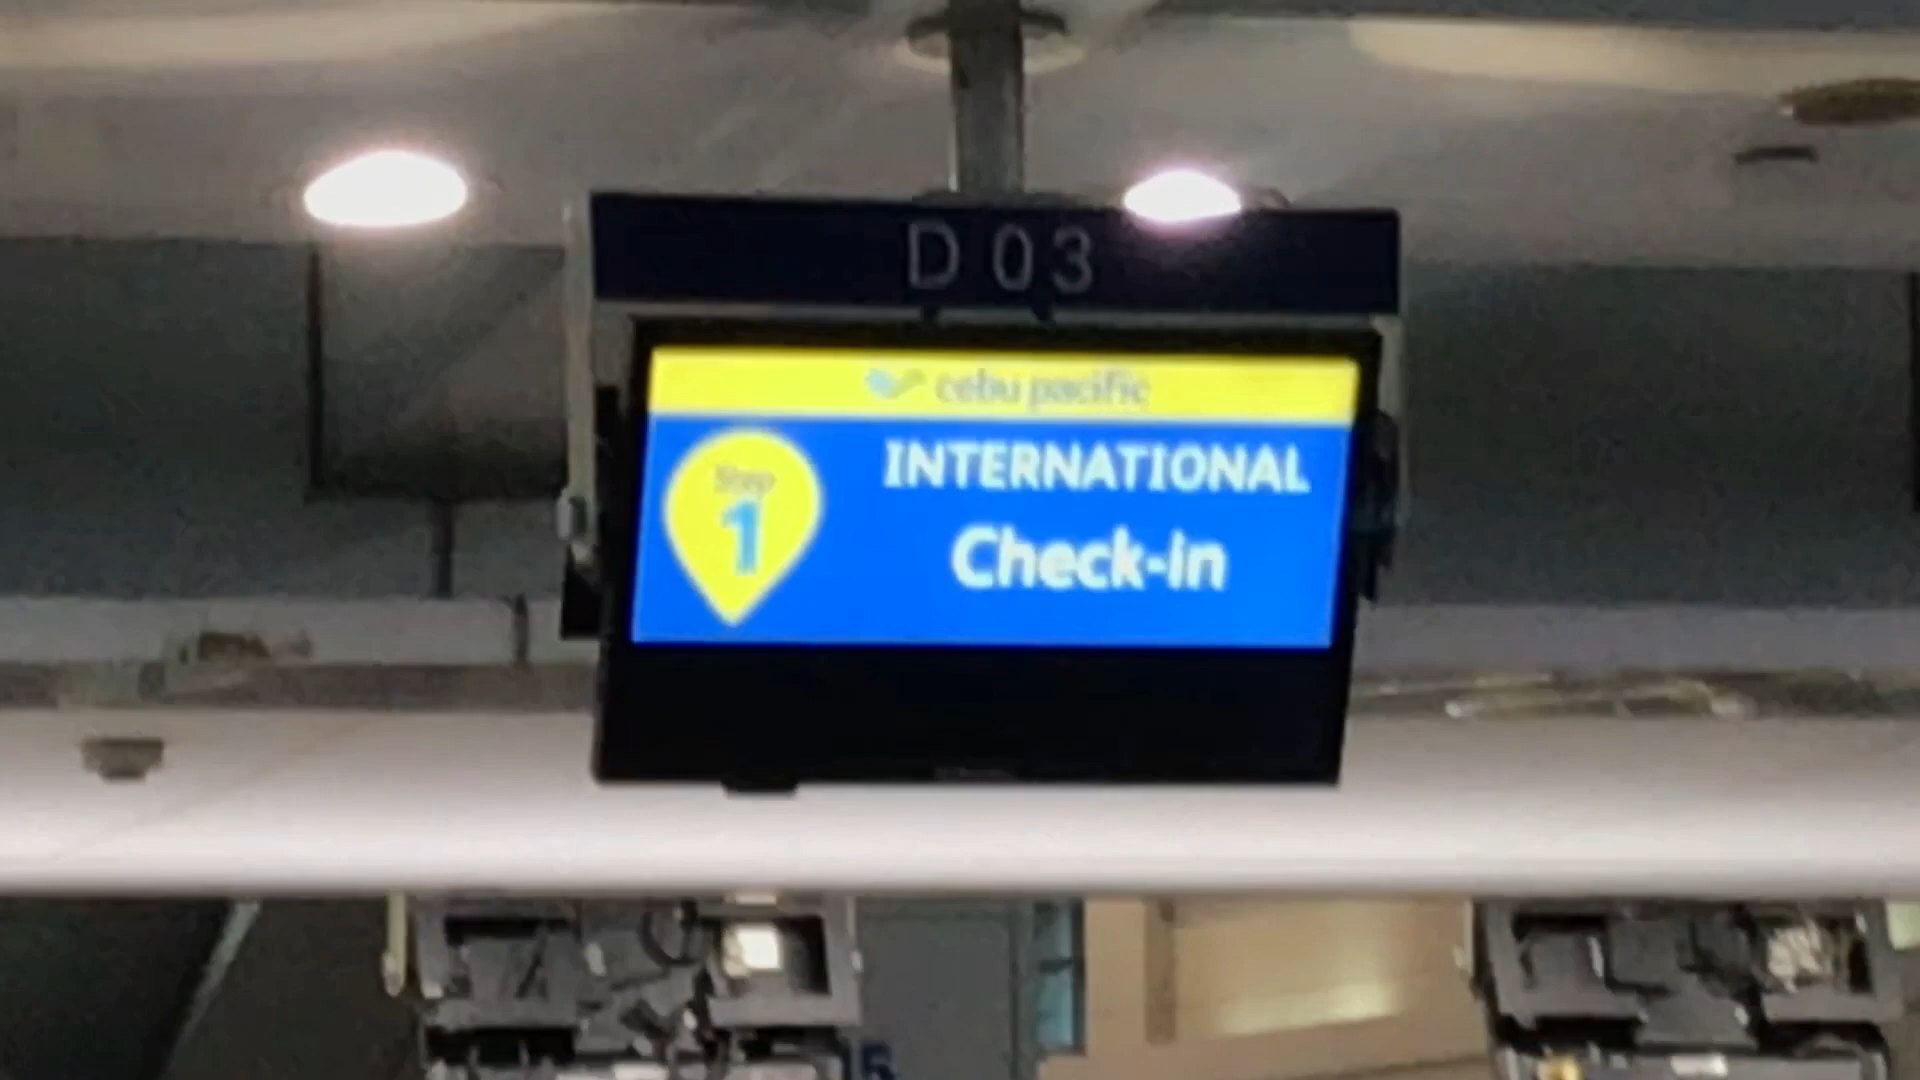 D 03
cebu pacific
Step
1
INTERNATIONAL
Check-in